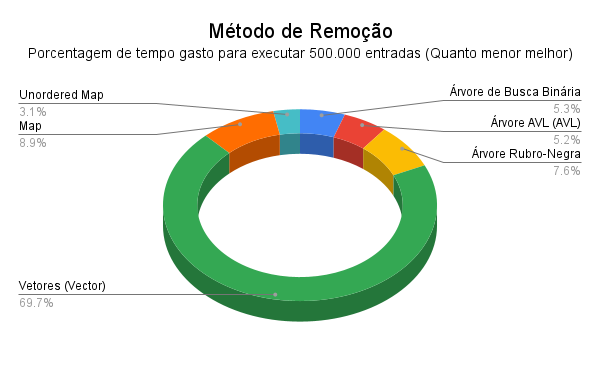 Método de Remoção
Porcentagem de tempo gasto para executar 500.000 entradas (Quanto menor melhor)
Unordered Map
3.1%
Map
8.9%
Vetores (Vector)
69.7%
Árvore de Busca Binária
5.3%
Árvore AVL (AVL)
5.2%
Árvore Rubro-Negra
7.6%